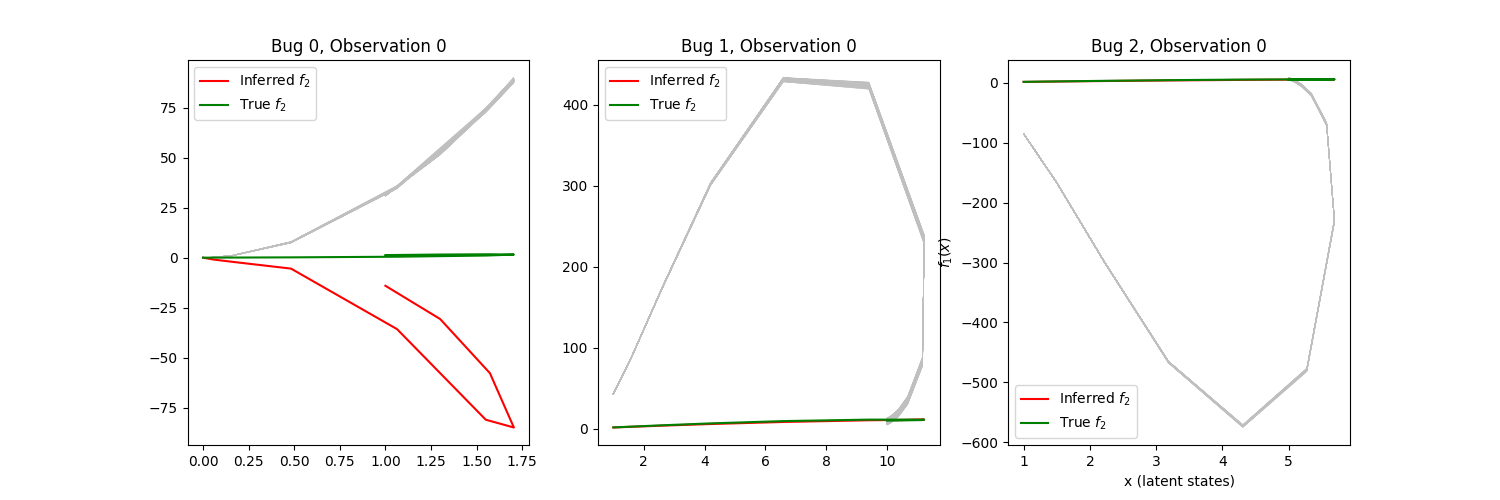 Bug 0, Observation 0
Inferred f₂
True f₂
75
50
25
0
−25
−50
−75
0.00 0.25 0.50 0.75 1.00 1.25 1.50 1.75
Bug 1, Observation 0
Inferred f₂
True f₂
400
300
200
100
0
2 4 6 8 10
Bug 2, Observation 0
f₁(x)
0
−100
−200
−300
−400
−500
−600
Inferred f₂
True f₂
1 2 3 4 5
x (latent states)